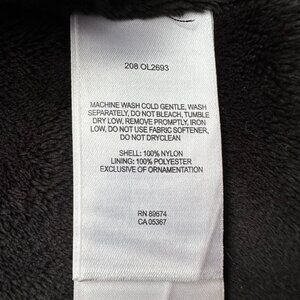 208 OL2693
MACHINE WASH COLD GENTLE, WASH
SEPARATELY, DO NOT BLEACH, TUMBLE
DRY LOW, REMOVE PROMPTLY, IRON
LOW, DO NOT USE FABRIC SOFTENER,
DO NOT DRYCLEAN
SHELL: 100% NYLON
LINING: 100% POLYESTER
EXCLUSIVE OF ORNAMENTATION
RN 89674
CA 05367